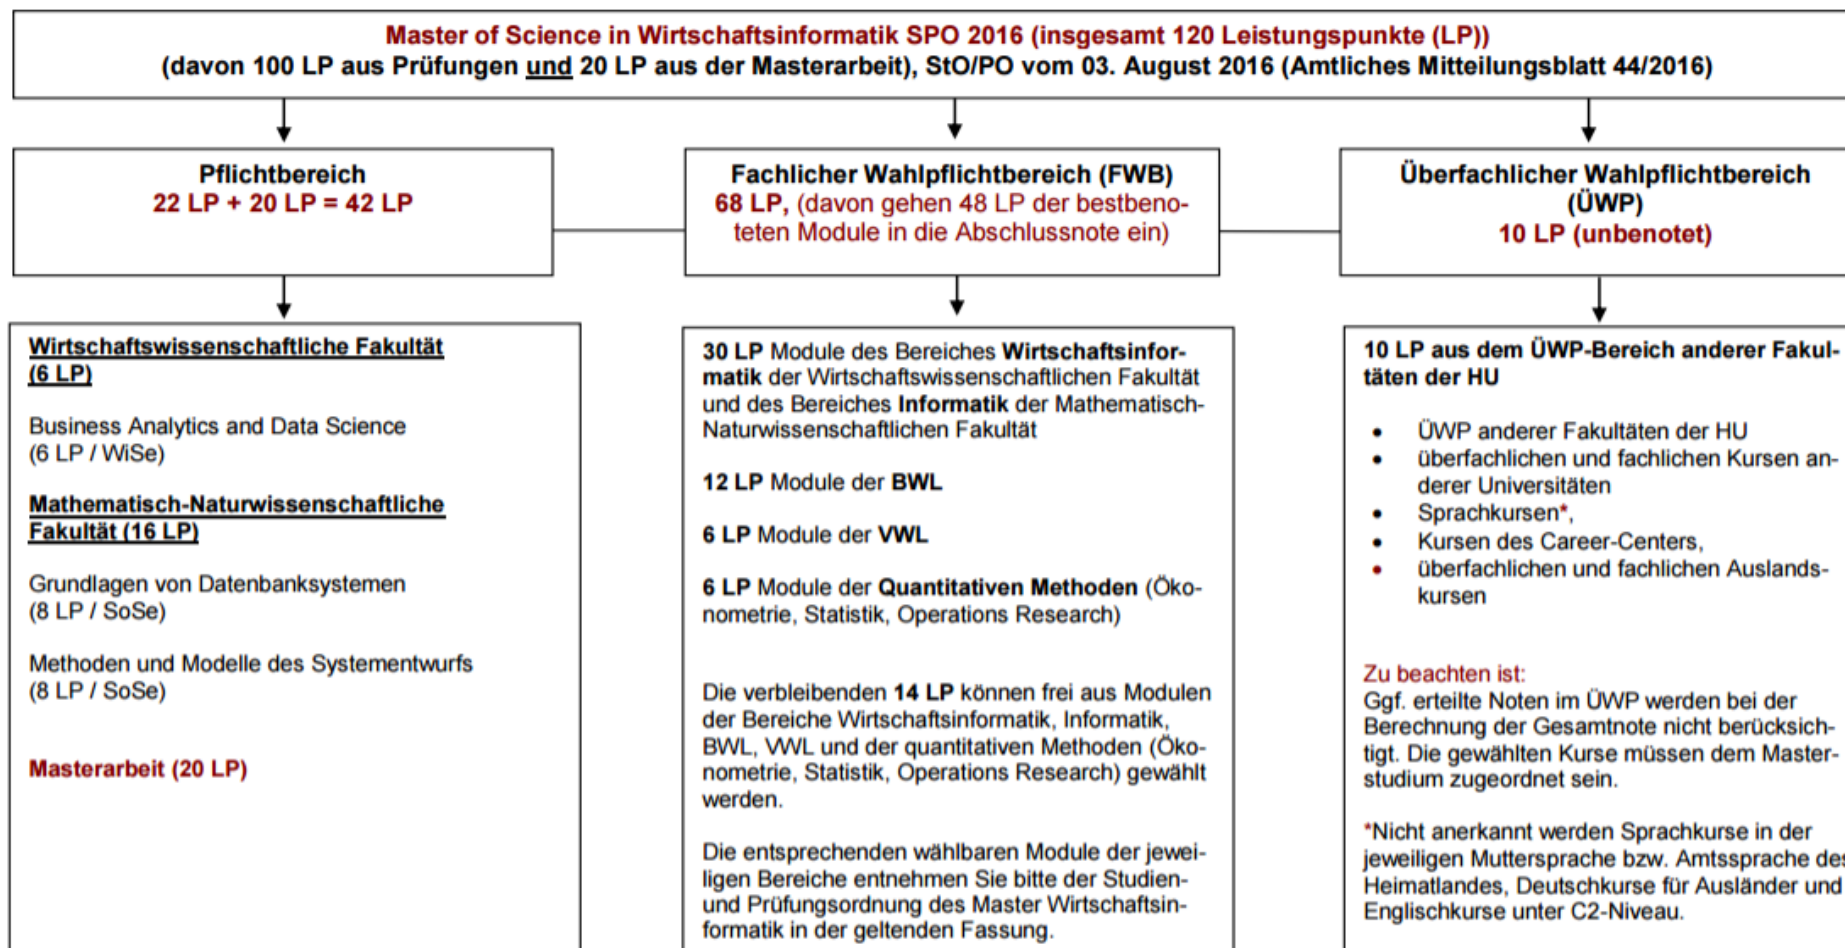 Master of Science in Wirtschaftsinformatik SPO 2016 (insgesamt 120 Leistungspunkte (LP))
(davon 100 LP aus Prüfungen und 20 LP aus der Masterarbeit), StO/PO vom 03. August 2016 (Amtliches Mitteilungsblatt 44/2016)
Pflichtbereich
22 LP + 20 LP = 42 LP
Fachlicher Wahlpflichtbereich (FWB)
68 LP, (davon gehen 48 LP der bestbeno-
teten Module in die Abschlussnote ein)
Überfachlicher Wahlpflichtbereich
(ÜWP)
10 LP (unbenotet)
Wirtschaftswissenschaftliche Fakultät
(6 LP)
Business Analytics and Data Science
(6 LP / WiSe)
Mathematisch-Naturwissenschaftliche
Fakultät (16 LP)
Grundlagen von Datenbanksystemen
(8 LP / SoSe)
Methoden und Modelle des Systementwurfs
(8 LP / SoSe)
Masterarbeit (20 LP)
30 LP Module des Bereiches Wirtschaftsinfor-
matik der Wirtschaftswissenschaftlichen Fakultät
und des Bereiches Informatik der Mathematisch-
Naturwissenschaftlichen Fakultät
12 LP Module der BWL
6 LP Module der VWL
6 LP Module der Quantitativen Methoden (Öko-
nometrie, Statistik, Operations Research)
Die verbleibenden 14 LP können frei aus Modulen
der Bereiche Wirtschaftsinformatik, Informatik,
BWL, VWL und der quantitativen Methoden (Öko-
nometrie, Statistik, Operations Research) gewählt
werden.
Die entsprechenden wählbaren Module der jewei-
ligen Bereiche entnehmen Sie bitte der Studien-
und Prüfungsordnung des Master Wirtschaftsin-
formatik in der geltenden Fassung.
10 LP aus dem ÜWP-Bereich anderer Fakul-
täten der HU
• ÜWP anderer Fakultäten der HU
• überfachlichen und fachlichen Kursen an-
derer Universitäten
• Sprachkursen*,
• Kursen des Career-Centers,
• überfachlichen und fachlichen Auslands-
kursen
Zu beachten ist:
Ggf. erteilte Noten im ÜWP werden bei der
Berechnung der Gesamtnote nicht berücksich-
tigt. Die gewählten Kurse müssen dem Master-
studium zugeordnet sein.
*Nicht anerkannt werden Sprachkurse in der
jeweiligen Muttersprache bzw. Amtssprache des
Heimatlandes, Deutschkurse für Ausländer und
Englischkurse unter C2-Niveau.